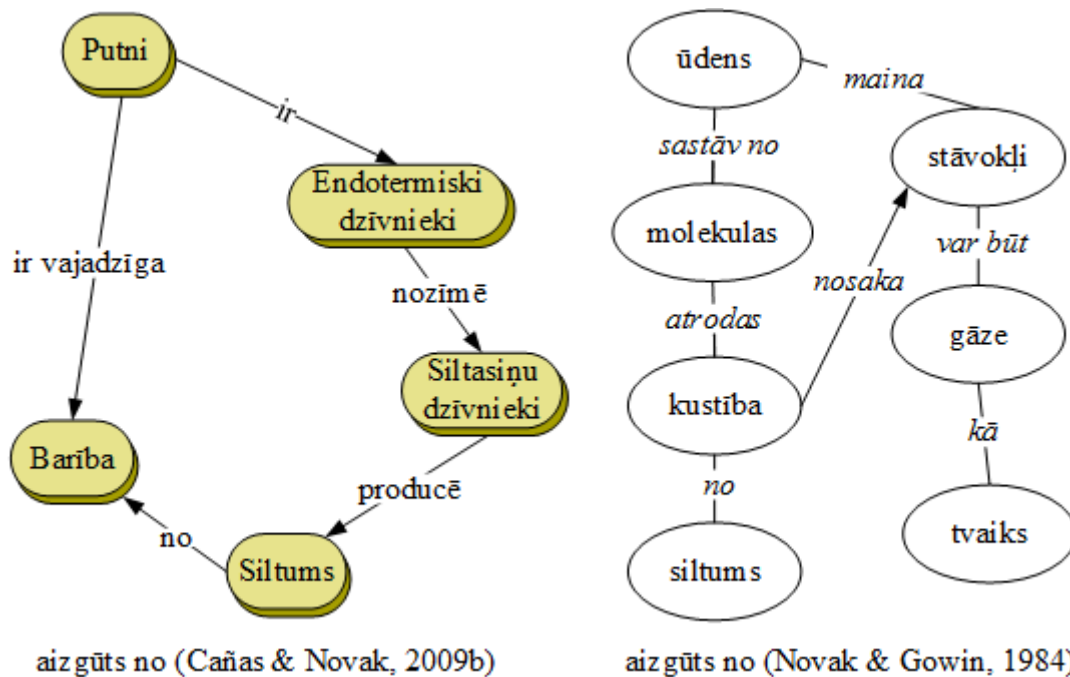 Putni
ir
Endotermiski
dzīvnieki
ir vajadzīga
nozīmē
Siltasiņu
dzīvnieki
Barība
producē
no
Siltums
aizgūts no (Cañas & Novak, 2009b)
ūdens
maina
sastāv no
stāvokļi
molekulas
var būt
nosaka
atrodas
gāze
kustība
kā
no
tvaiks
siltums
aizgūts no (Novak & Gowin, 1984)